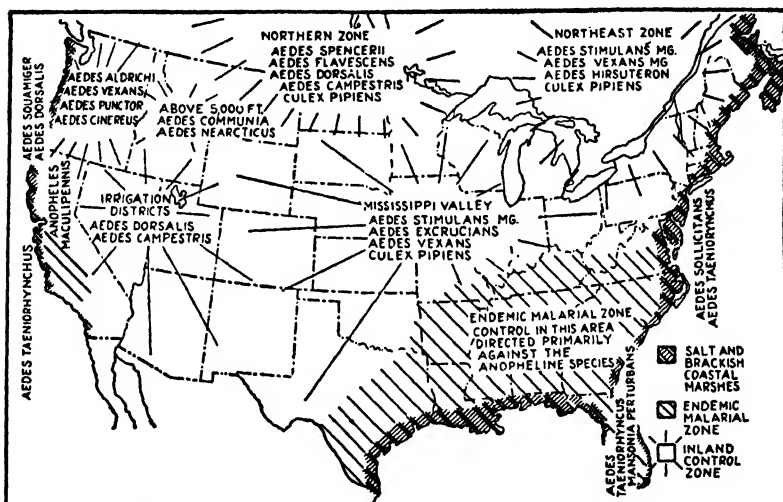 NORTHERN ZONE
AEDES SPENCERII
AEDES FLAVESCENS
AEDES DORSALIS
AEDES CAMPESTRIS
CULEX PIPIENS
NORTHEAST ZONE
AEDES STIMULANS MG.
AEDES VEXANS MG
AEDES HIRSUTERON
CULEX PIPIENS
AEDES SQUAMIGER
AEDES DORSALIS
AEDES ALDRICHI
AEDES VEXANS
AEDES PUNCTOR
AEDES CINEREUS
ABOVE 5,000 FT.
AEDES COMMUNIA
AEDES NEARCTICUS
ANOPHELES
MACULIPENNIS
IRRIGATION
DISTRICTS
AEDES DORSALIS
AEDES CAMPESTRIS
MISSISSIPPI VALLEY
AEDES STIMULANS MG.
AEDES EXCRUCIANS
AEDES VEXANS
CULEX PIPIENS
AEDES TAENIORHYNCHUS
AEDES SOLLICITANS
AEDES TAENIORYNCHUS
ENDEMIC MALARIAL ZONE
CONTROL IN THIS AREA
DIRECTED PRIMARILY
AGAINST THE
ANOPHELINE SPECIES
AEDES
TAENIORHYNCUS
MANSONIA PERTURBANS
SALT AND
BRACKISH
COASTAL
MARSHES
ENDEMIC
MALARIAL
ZONE
INLAND
CONTROL
ZONE